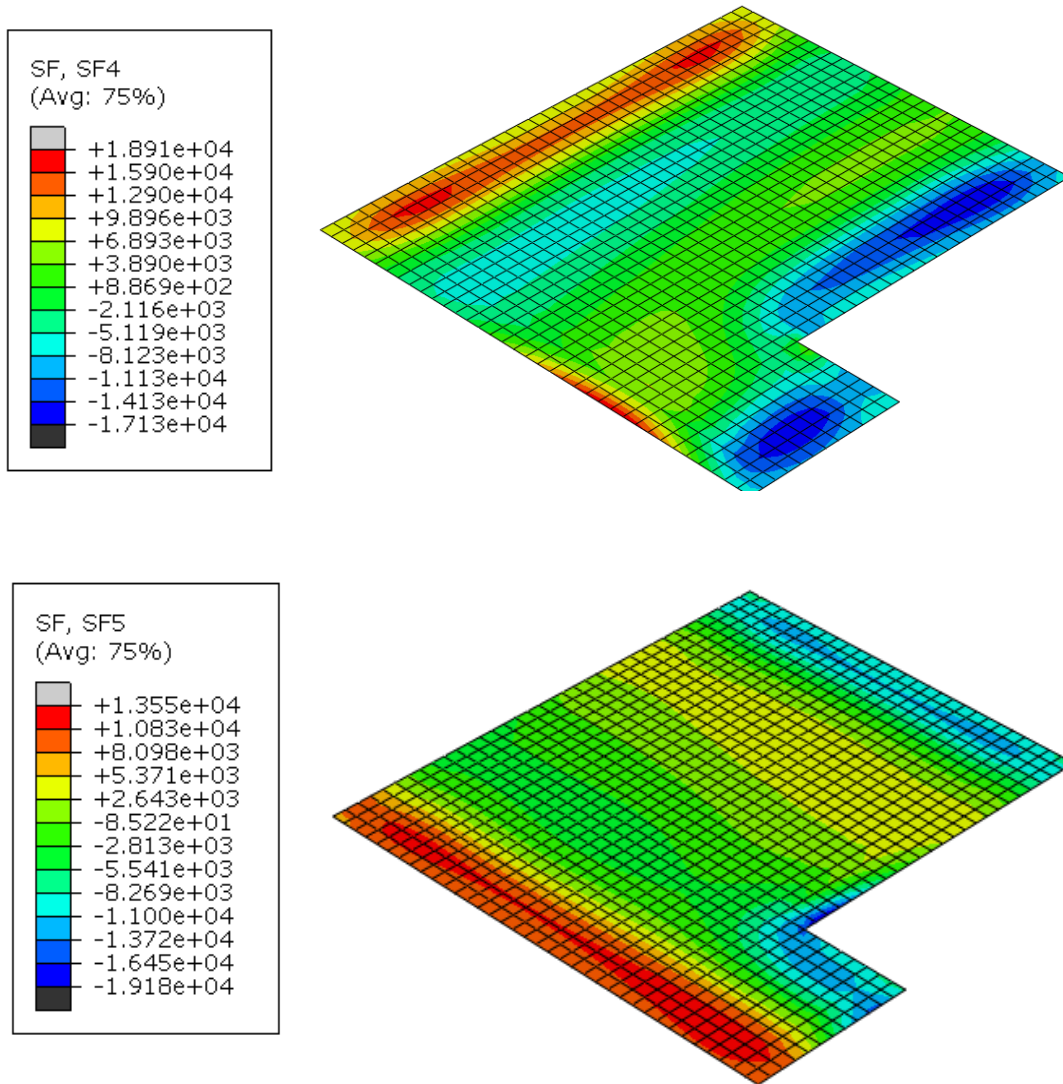 SF, SF4
(Avg: 75%)
+1.891e+04
+1.590e+04
+1.290e+04
+9.896e+03
+6.893e+03
+3.890e+03
+8.869e+02
-2.116e+03
-5.119e+03
-8.123e+03
-1.113e+04
-1.413e+04
-1.713e+04
SF, SF5
(Avg: 75%)
+1.355e+04
+1.083e+04
+8.098e+03
+5.371e+03
+2.643e+03
-8.522e+01
-2.813e+03
-5.541e+03
-8.269e+03
-1.100e+04
-1.372e+04
-1.645e+04
-1.918e+04